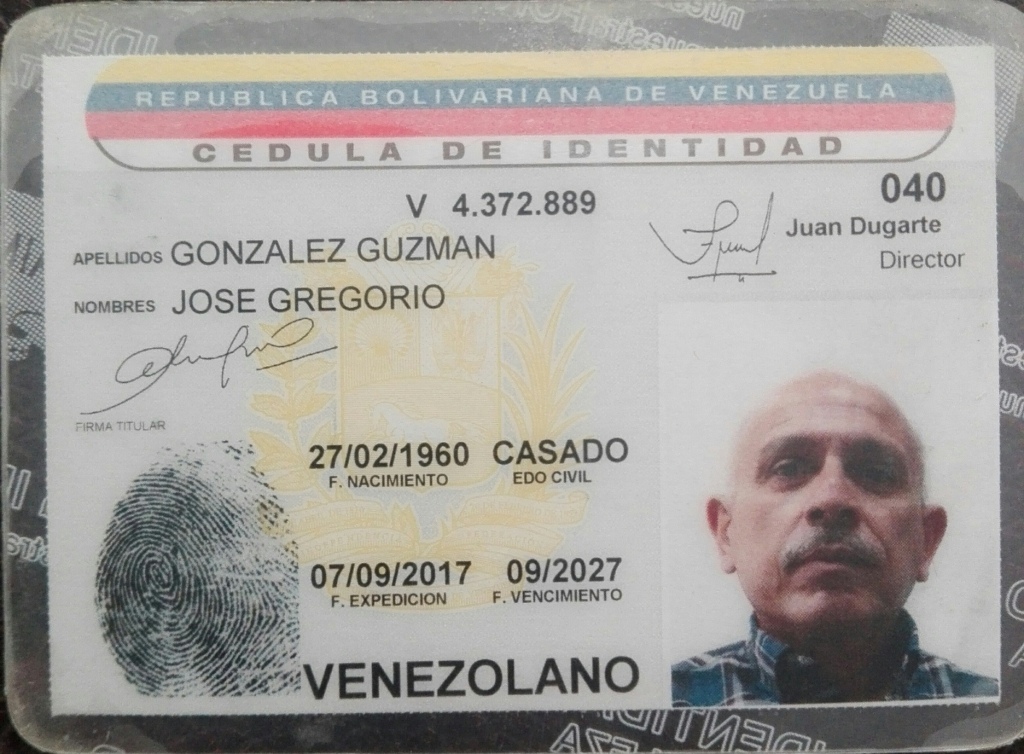 REPUBLICA BOLIVARIANA DE VENEZUELA
CEDULA DE IDENTIDAD
V 4.372.889
040
Juan Dugarte
Director
APELLIDOS GONZALEZ GUZMAN
NOMBRES JOSE GREGORIO
FIRMA TITULAR
27/02/1960 CASADO
F. NACIMIENTO EDO CIVIL
07/09/2017 09/2027
F. EXPEDICION F. VENCIMIENTO
VENEZOLANO